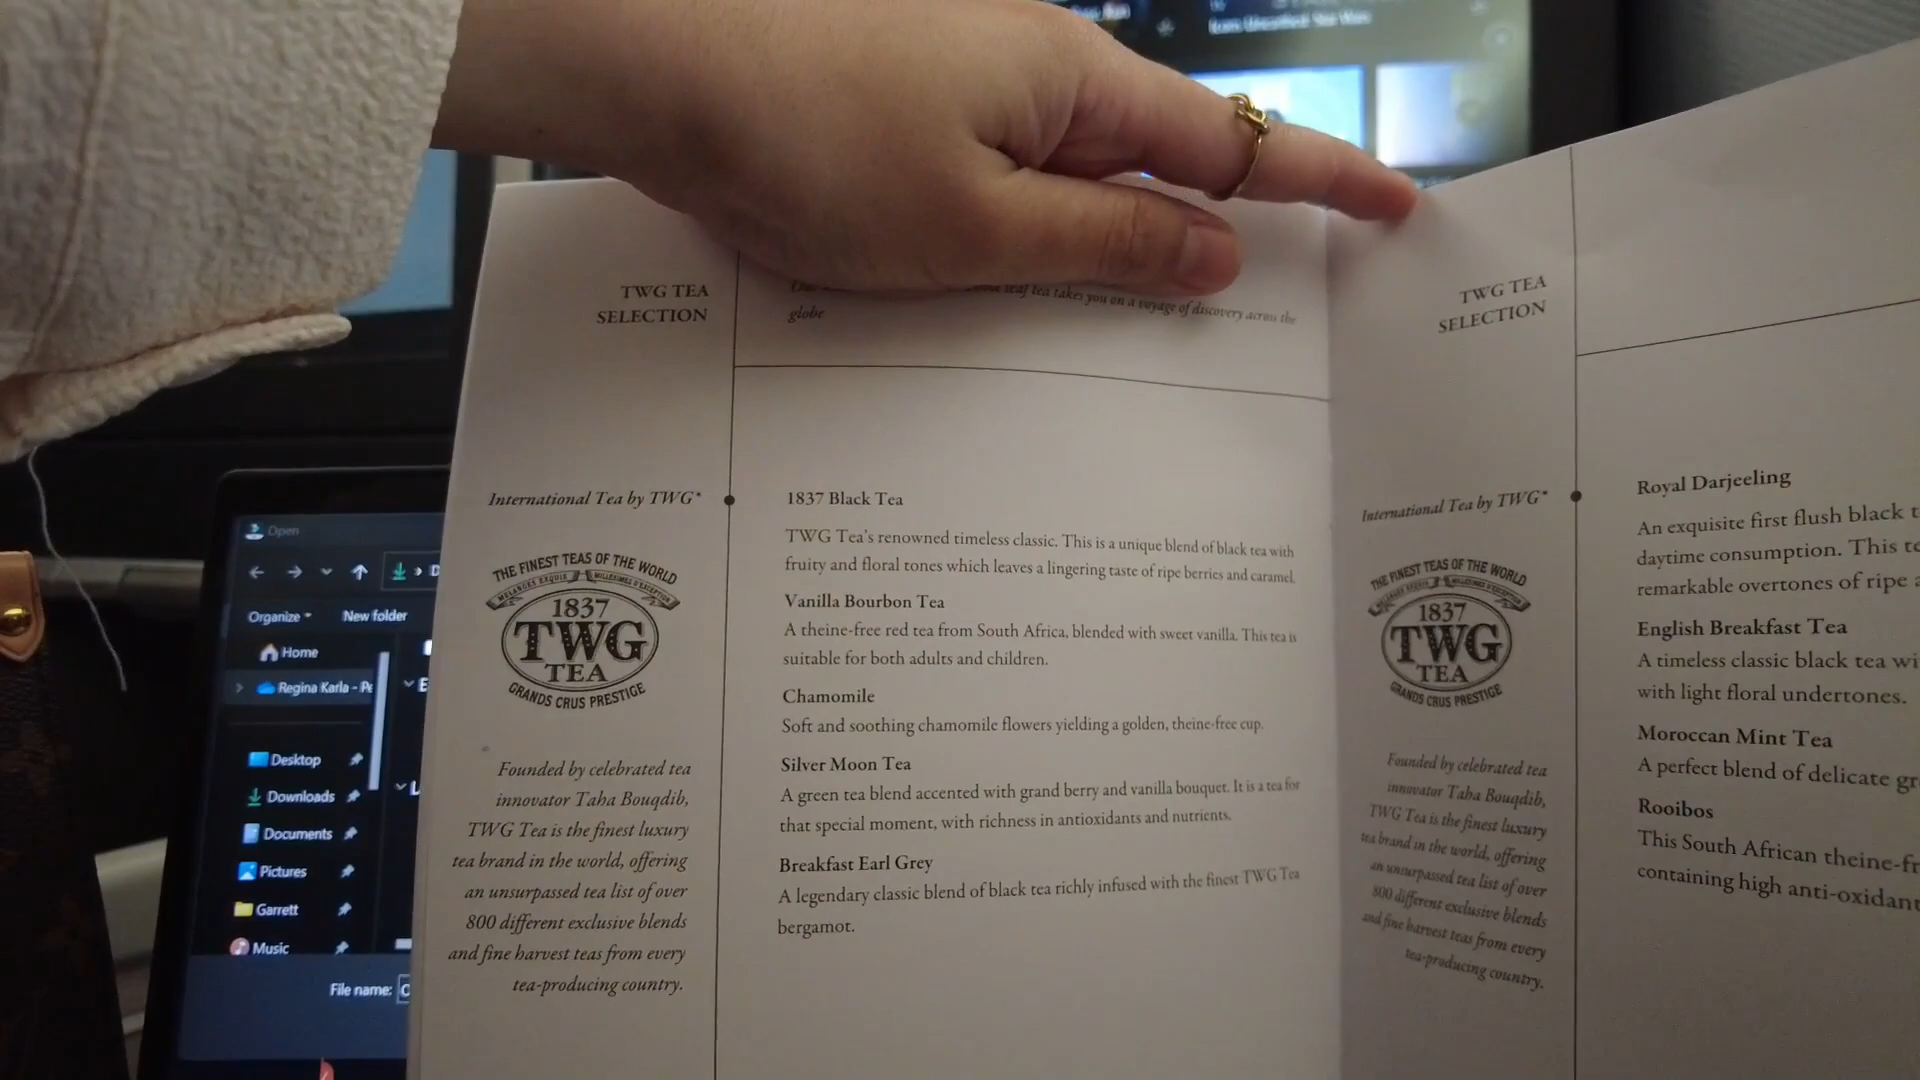 TWG TEA
SELECTION
leaf tea takes you on a voyage of discovery across the
globe
International Tea by TWG*
THE FINEST TEAS OF THE WORLD
1837
TWG
TEA
GRANDS CRUS PRESTIGE
Founded by celebrated tea
innovator Taha Bouqdib,
TWG Tea is the finest luxury
tea brand in the world, offering
an unsurpassed tea list of over
800 different exclusive blends
and fine harvest teas from every
tea-producing country.
1837 Black Tea
TWG Tea's renowned timeless classic. This is a unique blend of black tea with
fruity and floral tones which leaves a lingering taste of ripe berries and caramel.
Vanilla Bourbon Tea
A theine-free red tea from South Africa, blended with sweet vanilla. This tea is
suitable for both adults and children.
Chamomile
Soft and soothing chamomile flowers yielding a golden, theine-free cup.
Silver Moon Tea
A green tea blend accented with grand berry and vanilla bouquet. It is a tea for
that special moment, with richness in antioxidants and nutrients.
Breakfast Earl Grey
A legendary classic blend of black tea richly infused with the finest TWG Tea
bergamot.
TWG TEA
SELECTION
International Tea by TWG*
THE FINEST TEAS OF THE WORLD
1837
TWG
TEA
GRANDS CRUS PRESTIGE
Founded by celebrated tea
innovator Taha Bouqdib,
TWG Tea is the finest luxury
tea brand in the world, offering
an unsurpassed tea list of over
800 different exclusive blends
and fine harvest teas from every
tea-producing country.
Royal Darjeeling
An exquisite first flush black
daytime consumption. This
remarkable overtones of ripe
English Breakfast Tea
A timeless classic black tea
with light floral undertones.
Moroccan Mint Tea
A perfect blend of delicate
Rooibos
This South African
containing high
Open
Organize
New folder
Home
Regina Karla -
Desktop
Downloads
Documents
Pictures
Garrett
Music
File name: